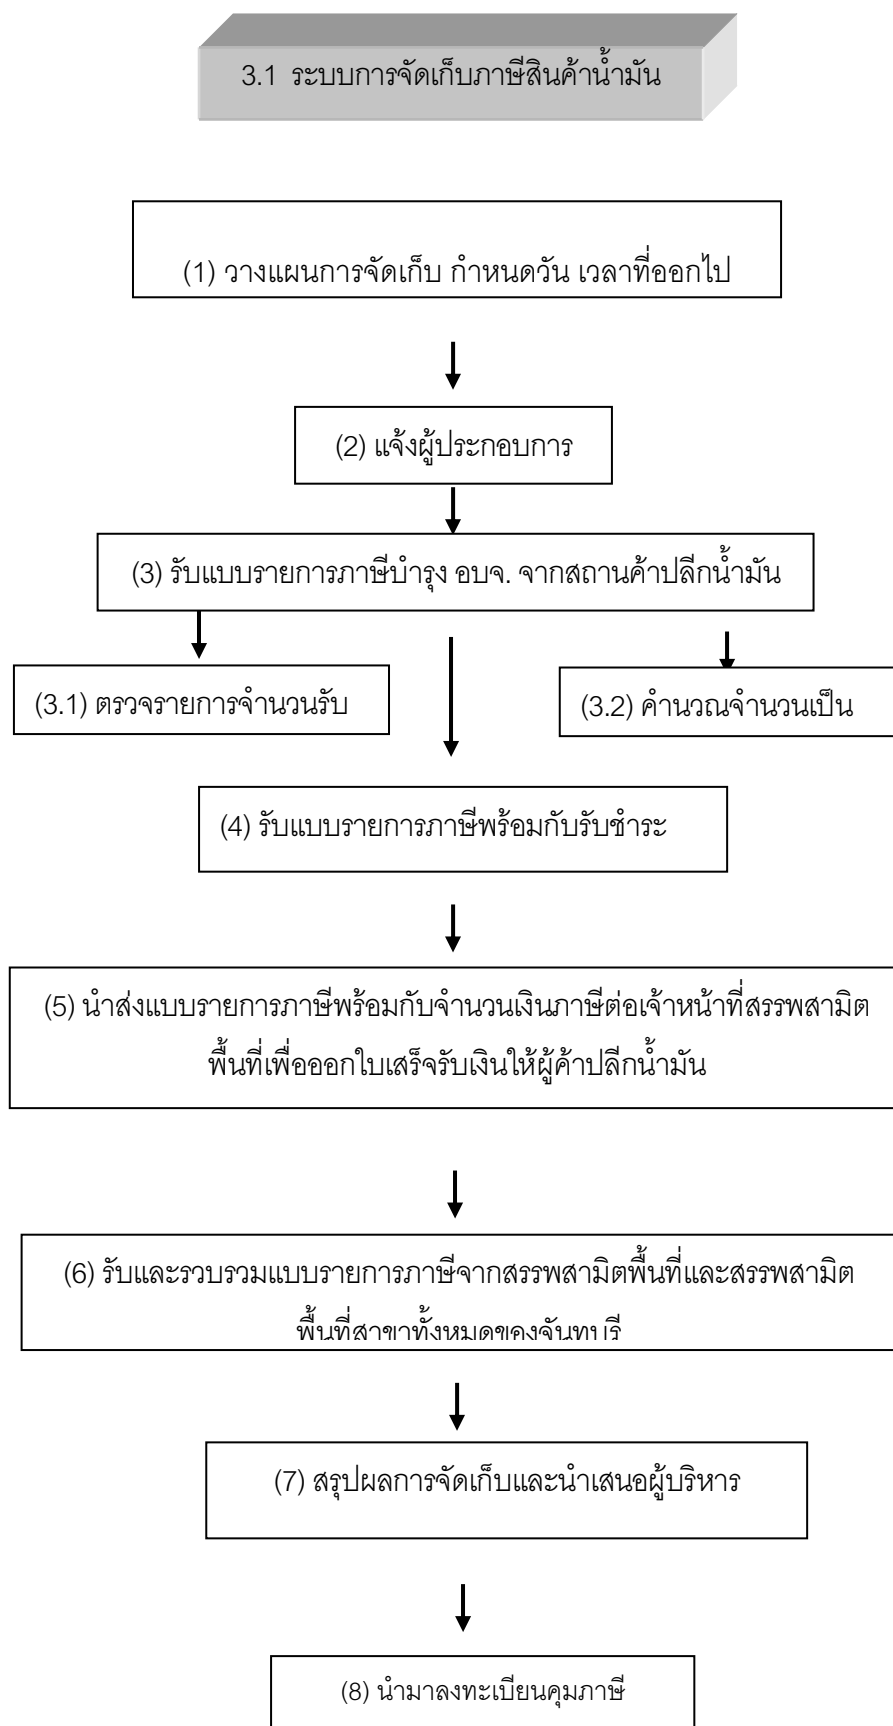 3.1 ระบบการจัดเก็บภาษีสินค้าน้ำมัน
(1) วางแผนการจัดเก็บ กำหนดวัน เวลาที่ออกไป
(2) แจ้งผู้ประกอบการ
(3) รับแบบรายการภาษีบำรุง อบจ. จากสถานค้าปลีกน้ำมัน
(3.1) ตรวจรายการจำนวนรับ
(3.2) คำนวณจำนวนเป็น
(4) รับแบบรายการภาษีพร้อมกับรับชำระ
(5) นำส่งแบบรายการภาษีพร้อมกับจำนวนเงินภาษีต่อเจ้าหน้าที่สรรพสามิต
พื้นที่เพื่อออกใบเสร็จรับเงินให้ผู้ค้าปลีกน้ำมัน
(6) รับและรวบรวมแบบรายการภาษีจากสรรพสามิตพื้นที่และสรรพสามิต
พื้นที่สาขาทั้งหมดของจันทบุรี
(7) สรุปผลการจัดเก็บและนำเสนอผู้บริหาร
(8) นำมาลงทะเบียนคุมภาษี